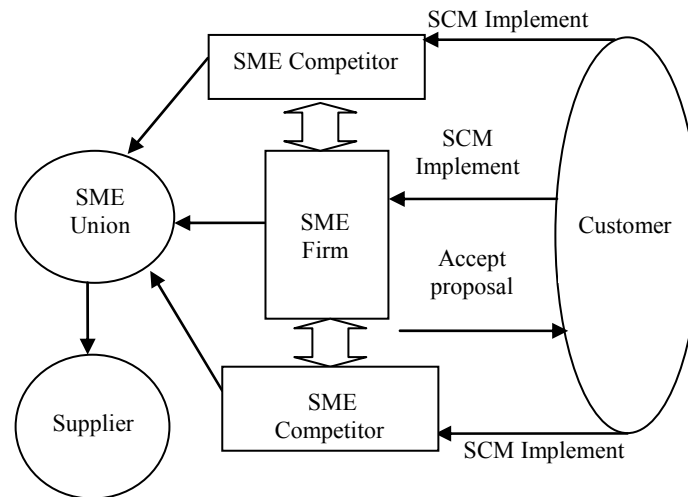 SCM Implement
SME Competitor
SCM
Implement
SME
Union
SME
Firm
Customer
Accept
proposal
Supplier
SME
Competitor
SCM Implement